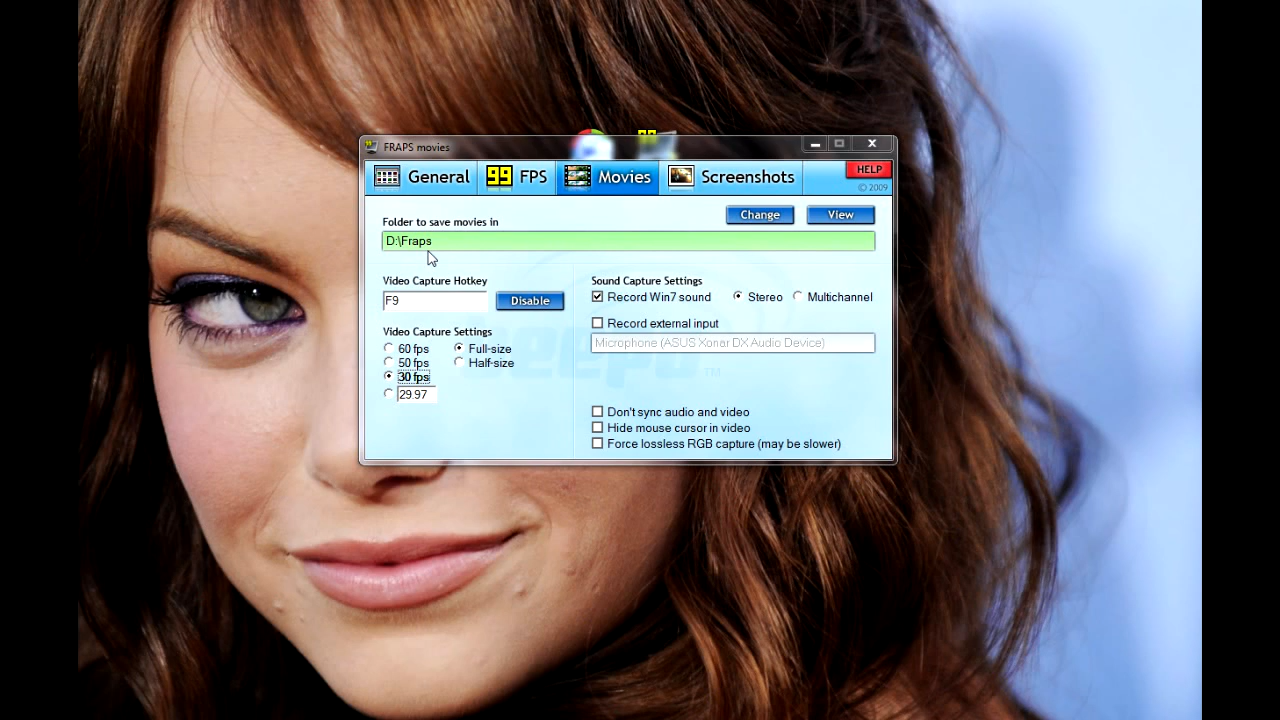 FRAPS movies
General
99 FPS
Movies
Screenshots
HELP
© 2009
Folder to save movies in
Change
View
D:\Fraps
Video Capture Hotkey
F9
Disable
Video Capture Settings
60 fps
Full-size
50 fps
Half-size
30 fps
29.97
Sound Capture Settings
Record Win7 sound
Stereo
Multichannel
Record external input
Microphone (ASUS Xonar DX Audio Device)
Don't sync audio and video
Hide mouse cursor in video
Force lossless RGB capture (may be slower)